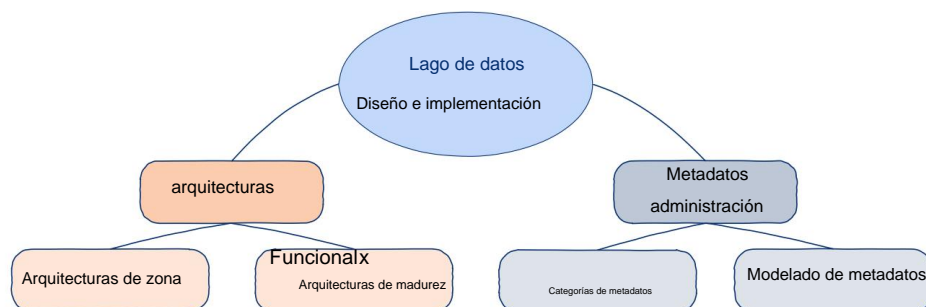 Lago de datos
Diseño e implementación
arquitecturas
Metadatos
administración
Arquitecturas de zona
Funcionalx
Arquitecturas de madurez
Categorías de metadatos
Modelado de metadatos